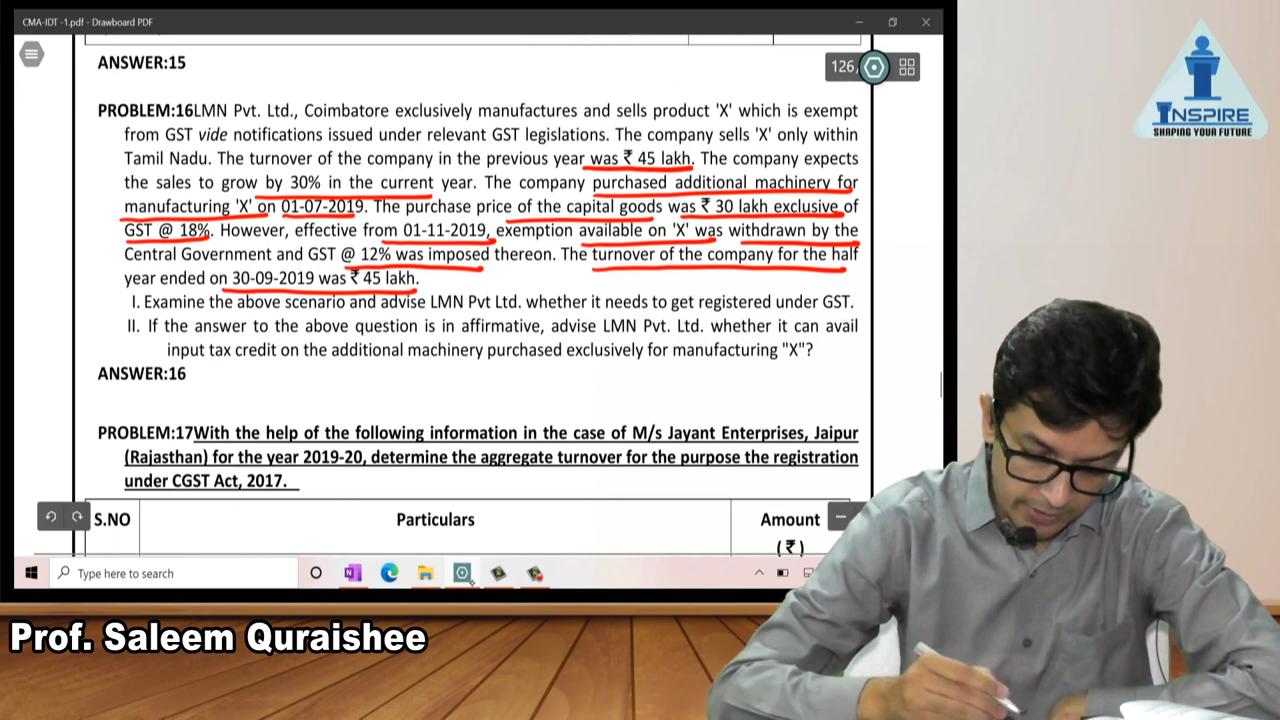 CMA-IDT -1.pdf - Drawboard PDF
ANSWER:15
126
PROBLEM:16LMN Pvt. Ltd., Coimbatore exclusively manufactures and sells product 'X' which is exempt
from GST vide notifications issued under relevant GST legislations. The company sells 'X' only within
Tamil Nadu. The turnover of the company in the previous year was ₹ 45 lakh. The company expects
the sales to grow by 30% in the current year. The company purchased additional machinery for
manufacturing 'X' on 01-07-2019. The purchase price of the capital goods was ₹ 30 lakh exclusive of
GST @ 18%. However, effective from 01-11-2019, exemption available on 'X' was withdrawn by the
Central Government and GST @ 12% was imposed thereon. The turnover of the company for the half
year ended on 30-09-2019 was ₹ 45 lakh.
I. Examine the above scenario and advise LMN Pvt Ltd. whether it needs to get registered under GST.
II. If the answer to the above question is in affirmative, advise LMN Pvt. Ltd. whether it can avail
input tax credit on the additional machinery purchased exclusively for manufacturing "X"?
ANSWER:16
PROBLEM:17With the help of the following information in the case of M/s Jayant Enterprises, Jaipur
(Rajasthan) for the year 2019-20, determine the aggregate turnover for the purpose the registration
under CGST Act, 2017.
S.NO Particulars Amount
(₹)
Type here to search
INSPIRE
SHAPING YOUR FUTURE
Prof. Saleem Quraishee